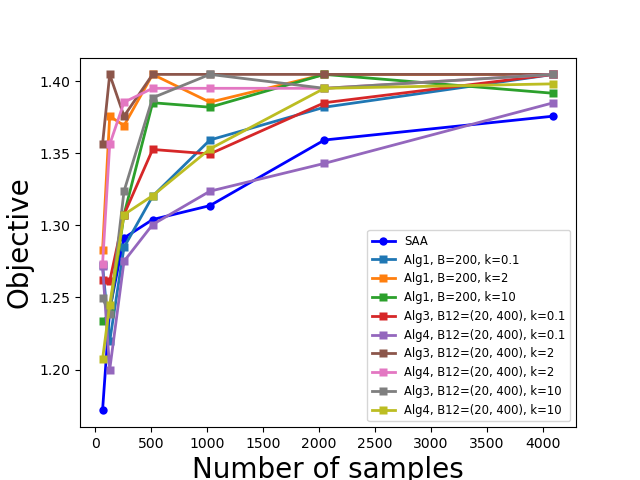 1.40
1.35
1.30
1.25
1.20
Objective
0
500
1000
1500
2000
2500
3000
3500
4000
Number of samples
SAA
Alg1, B=200, k=0.1
Alg1, B=200, k=2
Alg1, B=200, k=10
Alg3, B12=(20, 400), k=0.1
Alg4, B12=(20, 400), k=0.1
Alg3, B12=(20, 400), k=2
Alg4, B12=(20, 400), k=2
Alg3, B12=(20, 400), k=10
Alg4, B12=(20, 400), k=10